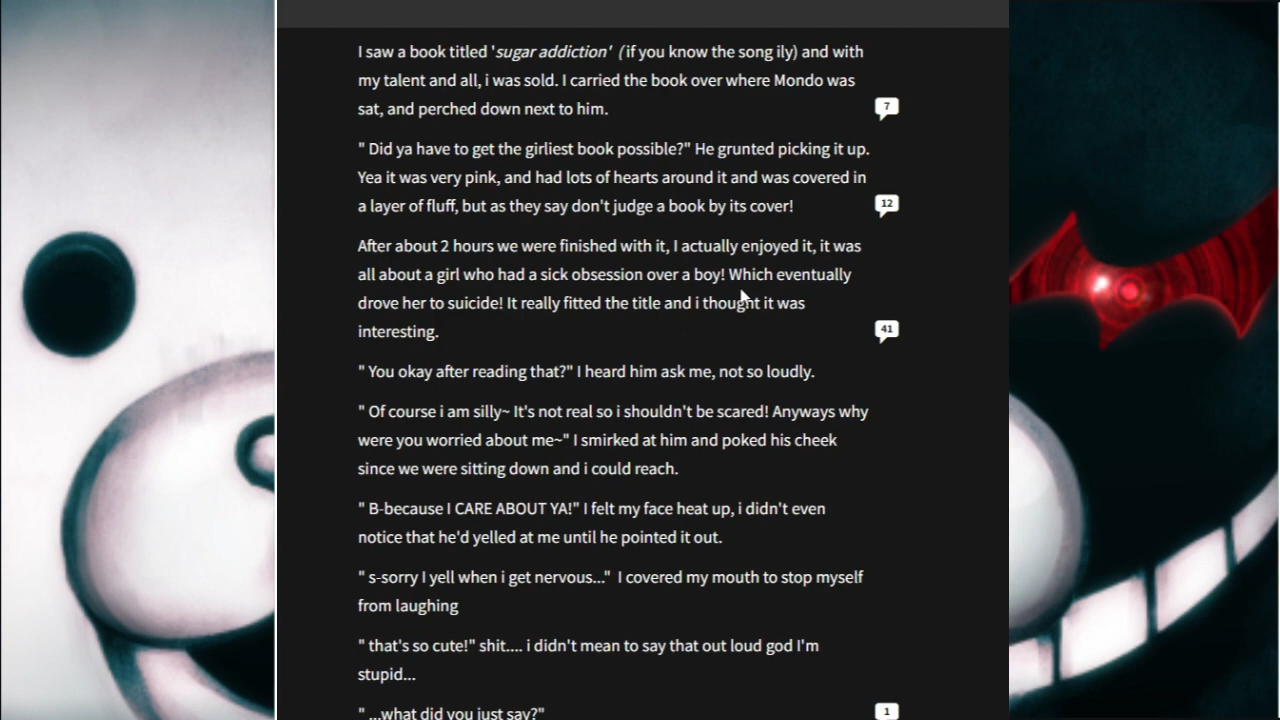 I saw a book titled 'sugar addiction' (if you know the song ily) and with
my talent and all, i was sold. I carried the book over where Mondo was
sat, and perched down next to him.
7
" Did ya have to get the girliest book possible?" He grunted picking it up.
Yea it was very pink, and had lots of hearts around it and was covered in
a layer of fluff, but as they say don't judge a book by its cover!
12
After about 2 hours we were finished with it, I actually enjoyed it, it was
all about a girl who had a sick obsession over a boy! Which eventually
drove her to suicide! It really fitted the title and i thought it was
interesting.
41
" You okay after reading that?" I heard him ask me, not so loudly.
" Of course i am silly~ It's not real so i shouldn't be scared! Anyways why
were you worried about me~" I smirked at him and poked his cheek
since we were sitting down and i could reach.
" B-because I CARE ABOUT YA!" I felt my face heat up, i didn't even
notice that he'd yelled at me until he pointed it out.
" s-sorry I yell when i get nervous..." I covered my mouth to stop myself
from laughing
" that's so cute!" shit.... i didn't mean to say that out loud god I'm
stupid...
" ...what did you just say?"
1